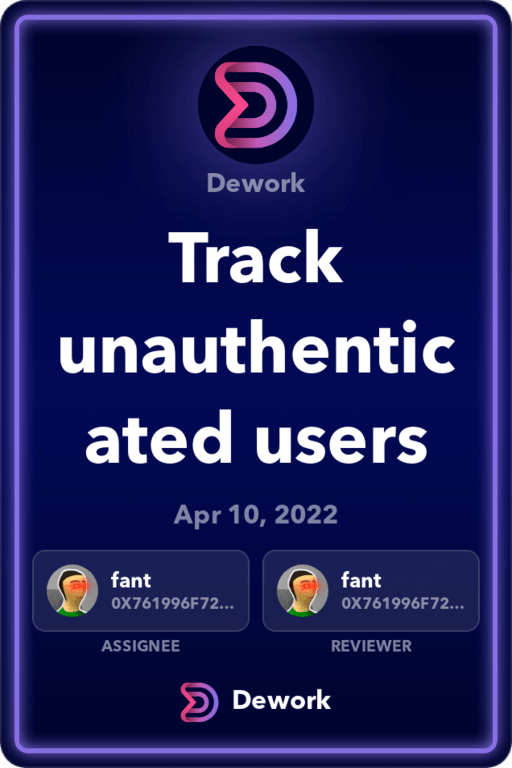 Dework
Track
unauthentic
ated users
Apr 10, 2022
fant
0X761996F72...
fant
0X761996F72...
ASSIGNEE
REVIEWER
Dework